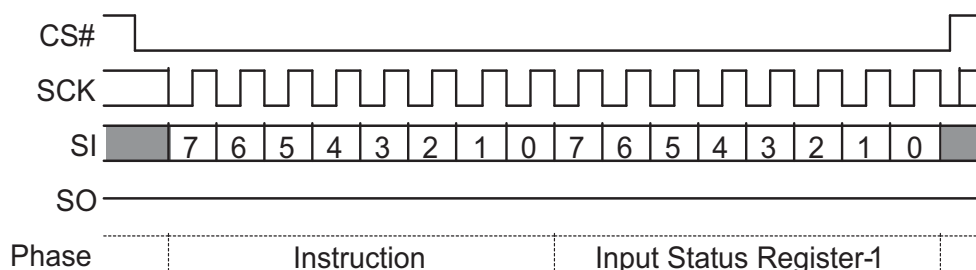 CS#
SCK
SI 7 6 5 4 3 2 1 0 7 6 5 4 3 2 1 0
SO
Phase Instruction Input Status Register-1